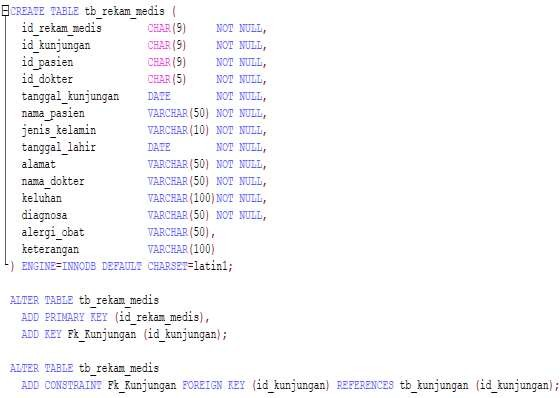 CREATE TABLE tb_rekam_medis (
id_rekam_medis CHAR(9) NOT NULL,
id_kunjungan CHAR(9) NOT NULL,
id_pasien CHAR(9) NOT NULL,
id_dokter CHAR(5) NOT NULL,
tanggal_kunjungan DATE NOT NULL,
nama_pasien VARCHAR(50) NOT NULL,
jenis_kelamin VARCHAR(10) NOT NULL,
tanggal_lahir DATE NOT NULL,
alamat VARCHAR(50) NOT NULL,
nama_dokter VARCHAR(50) NOT NULL,
keluhan VARCHAR(100)NOT NULL,
diagnosa VARCHAR(50) NOT NULL,
alergi_obat VARCHAR(50),
keterangan VARCHAR(100)
) ENGINE=INNODB DEFAULT CHARSET=latin1;
ALTER TABLE tb_rekam_medis
ADD PRIMARY KEY (id_rekam_medis),
ADD KEY Fk_Kunjungan (id_kunjungan);
ALTER TABLE tb_rekam_medis
ADD CONSTRAINT Fk_Kunjungan FOREIGN KEY (id_kunjungan) REFERENCES tb_kunjungan (id_kunjungan);